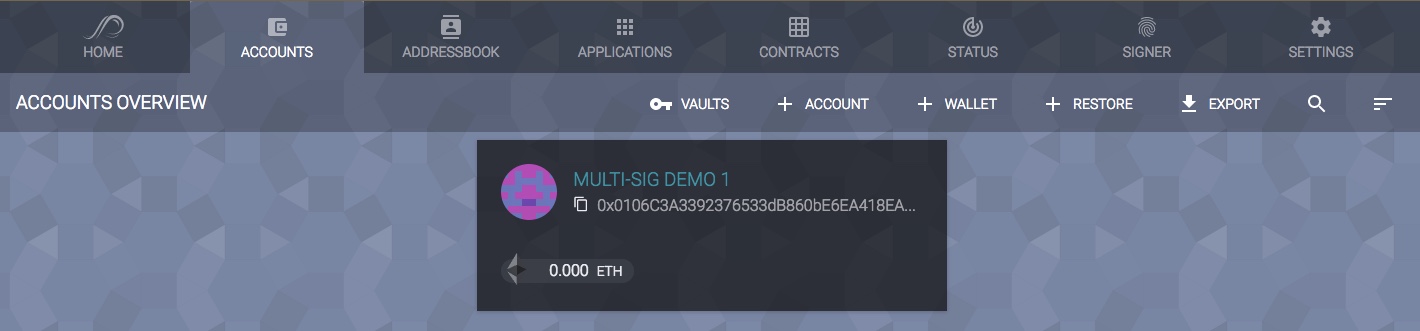 HOME ACCOUNTS ADDRESSBOOK APPLICATIONS CONTRACTS STATUS SIGNER SETTINGS
ACCOUNTS OVERVIEW VAULTS ACCOUNT WALLET RESTORE EXPORT
MULTI-SIG DEMO 1
0x0106C3A3392376533dB860bE6EA418EA...
0.000 ETH